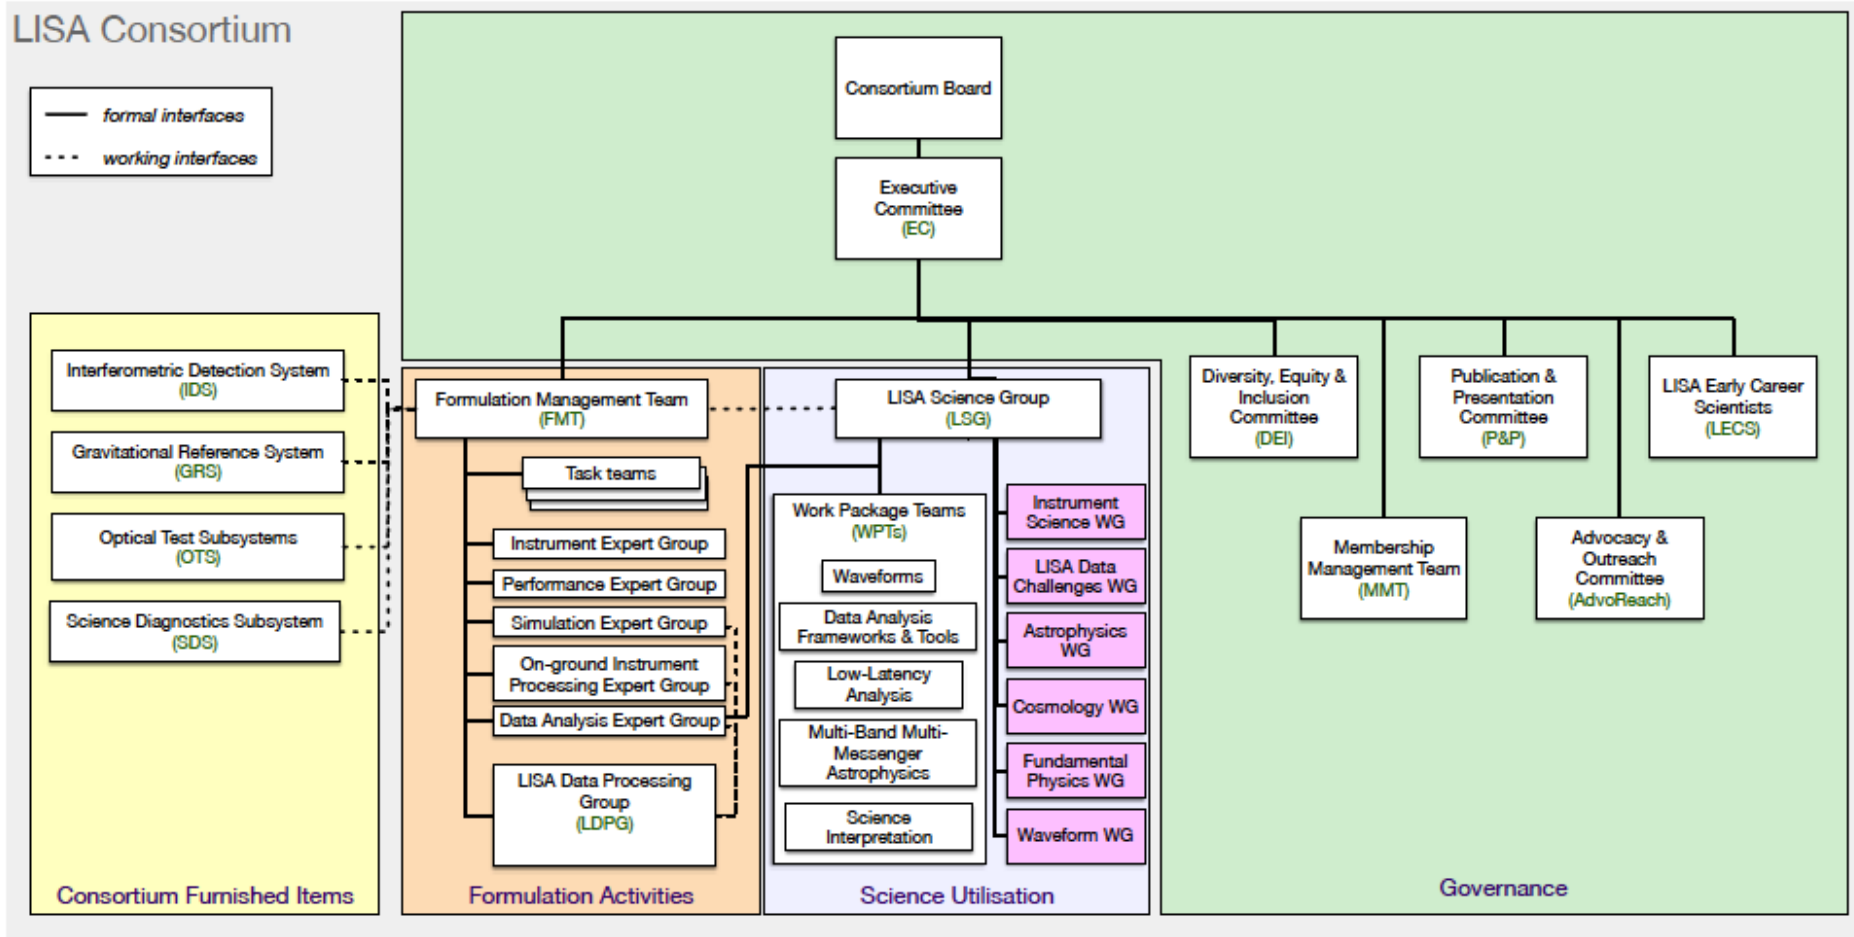 LISA Consortium
formal interfaces
working interfaces
Consortium Board
Executive
Committee
(EC)
Interferometric Detection System
(IDS)
Gravitational Reference System
(GRS)
Optical Test Subsystems
(OTS)
Science Diagnostics Subsystem
(SDS)
Consortium Furnished Items
Formulation Management Team
(FMT)
Task teams
Instrument Expert Group
Performance Expert Group
Simulation Expert Group
On-ground Instrument
Processing Expert Group
Data Analysis Expert Group
LISA Data Processing
Group
(LDPG)
Formulation Activities
LISA Science Group
(LSG)
Work Package Teams
(WPTs)
Waveforms
Data Analysis
Frameworks & Tools
Low-Latency
Analysis
Multi-Band Multi-
Messenger
Astrophysics
Science
Interpretation
Instrument
Science WG
LISA Data
Challenges WG
Astrophysics
WG
Cosmology WG
Fundamental
Physics WG
Waveform WG
Science Utilisation
Diversity, Equity &
Inclusion
Committee
(DEI)
Publication &
Presentation
Committee
(P&P)
LISA Early Career
Scientists
(LECS)
Membership
Management Team
(MMT)
Advocacy &
Outreach
Committee
(AdvoReach)
Governance